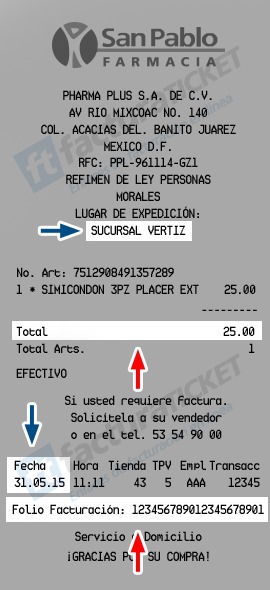 San Pablo
FARMACIA
PHARMA PLUS S.A. DE C.V.
AV RIO MIXCOAC NO. 140
COL. ACACIAS DEL. BANITO JUAREZ
MEXICO D.F.
RFC: PPL-961114-GZ1
REFIMEN DE LEY PERSONAS
MORALES
LUGAR DE EXPEDICIÓN:
SUCURSAL VERTIZ
No. Art: 7512908491357289
1 * SIMICONDON 3PZ PLACER EXT 25.00
---------
Total 25.00
Total Arts. 1
EFECTIVO
Si usted requiere factura.
Solicitela a su vendedor
o en el tel. 53 54 90 00
Fecha Hora Tienda TPV Empl Transacc
31.05.15 11:11 43 5 AAA 12345
Folio Facturación: 123456789012345678901
Servicio a Domicilio
¡GRACIAS POR SU COMPRA!
ft facturaTICKET